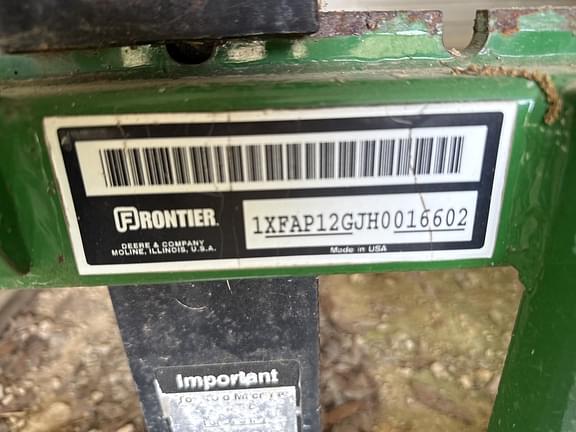 FRONTIER
DEERE & COMPANY
MOLINE, ILLINOIS, U.S.A.
1XFAP12GJH0016602
Made in USA
Important